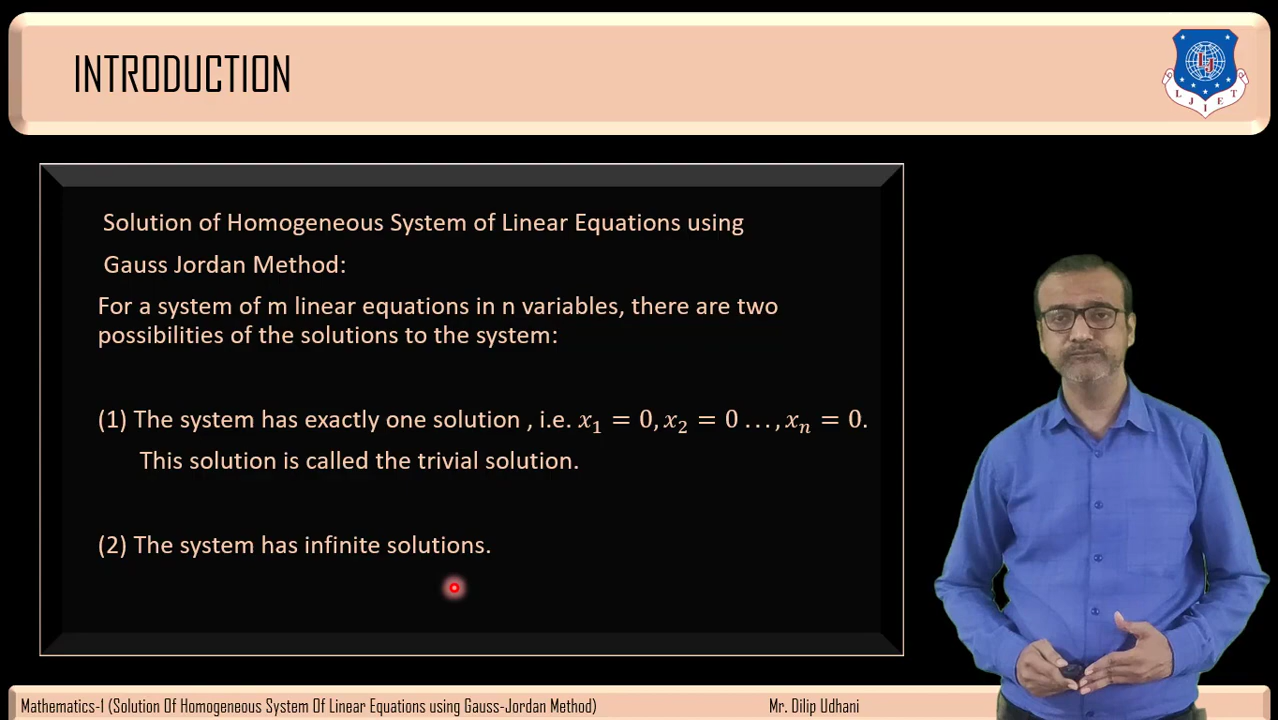 INTRODUCTION
LJIET
Solution of Homogeneous System of Linear Equations using
Gauss Jordan Method:
For a system of m linear equations in n variables, there are two
possibilities of the solutions to the system:
(1) The system has exactly one solution , i.e. x₁ = 0, x₂ = 0 …, xₙ = 0.
This solution is called the trivial solution.
(2) The system has infinite solutions.
Mathematics-1 (Solution Of Homogeneous System Of Linear Equations using Gauss-Jordan Method) Mr. Dilip Udhani